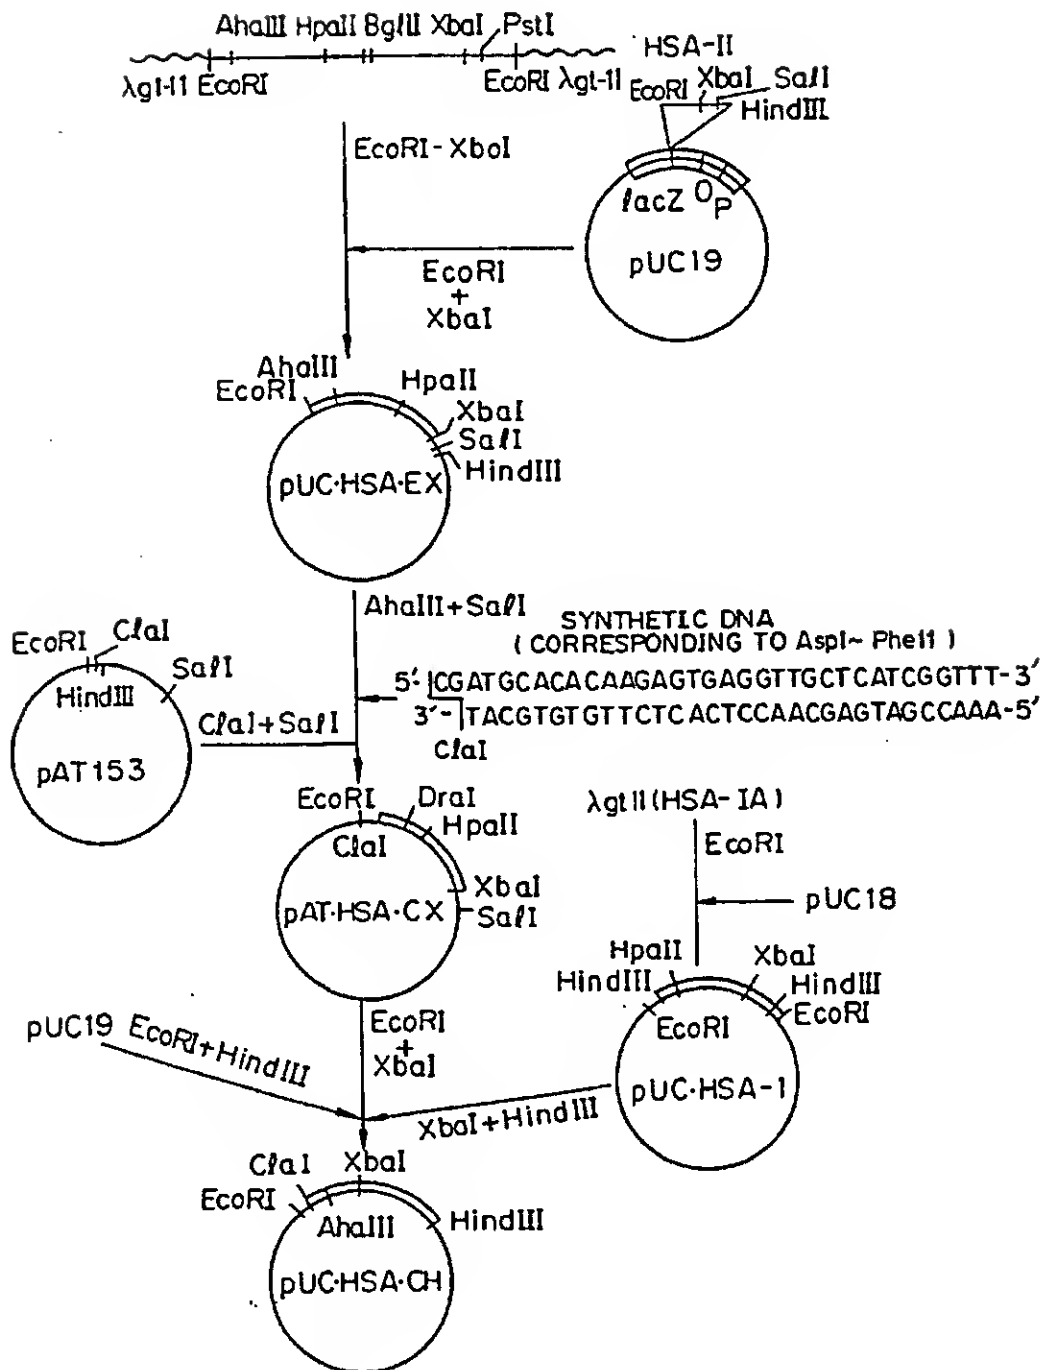 AhaIII HpaII BglII XbaI PstI
λgt-11 EcoRI
EcoRI λgt-11
HSA-II
EcoRI XbaI SalI
HindIII
EcoRI-XboI
lacZ O P
pUC19
EcoRI
+
XbaI
AhaIII
EcoRI
HpaII
XbaI
SalI
HindIII
pUC·HSA·EX
AhaIII+SalI
SYNTHETIC DNA
(CORRESPONDING TO Asp1~Phe11)
5'-CGATGCACACAAGAGTGAGGTTGCTCATCGGTTT-3'
3'-TACGTGTGTTCTCACTCCAACGAGTAGCCAAA-5'
ClaI
EcoRI ClaI
SalI
HindIII
pAT153
ClaI+SalI
EcoRI DraI
HpaII
ClaI
XbaI
SalI
pAT·HSA·CX
λgt11(HSA-IA)
EcoRI
pUC18
HpaII XbaI
HindIII HindIII
EcoRI EcoRI
pUC·HSA-1
EcoRI
+
XbaI
pUC19 EcoRI+HindIII
XbaI+HindIII
ClaI XbaI
EcoRI
AhaIII
HindIII
pUC·HSA·CH